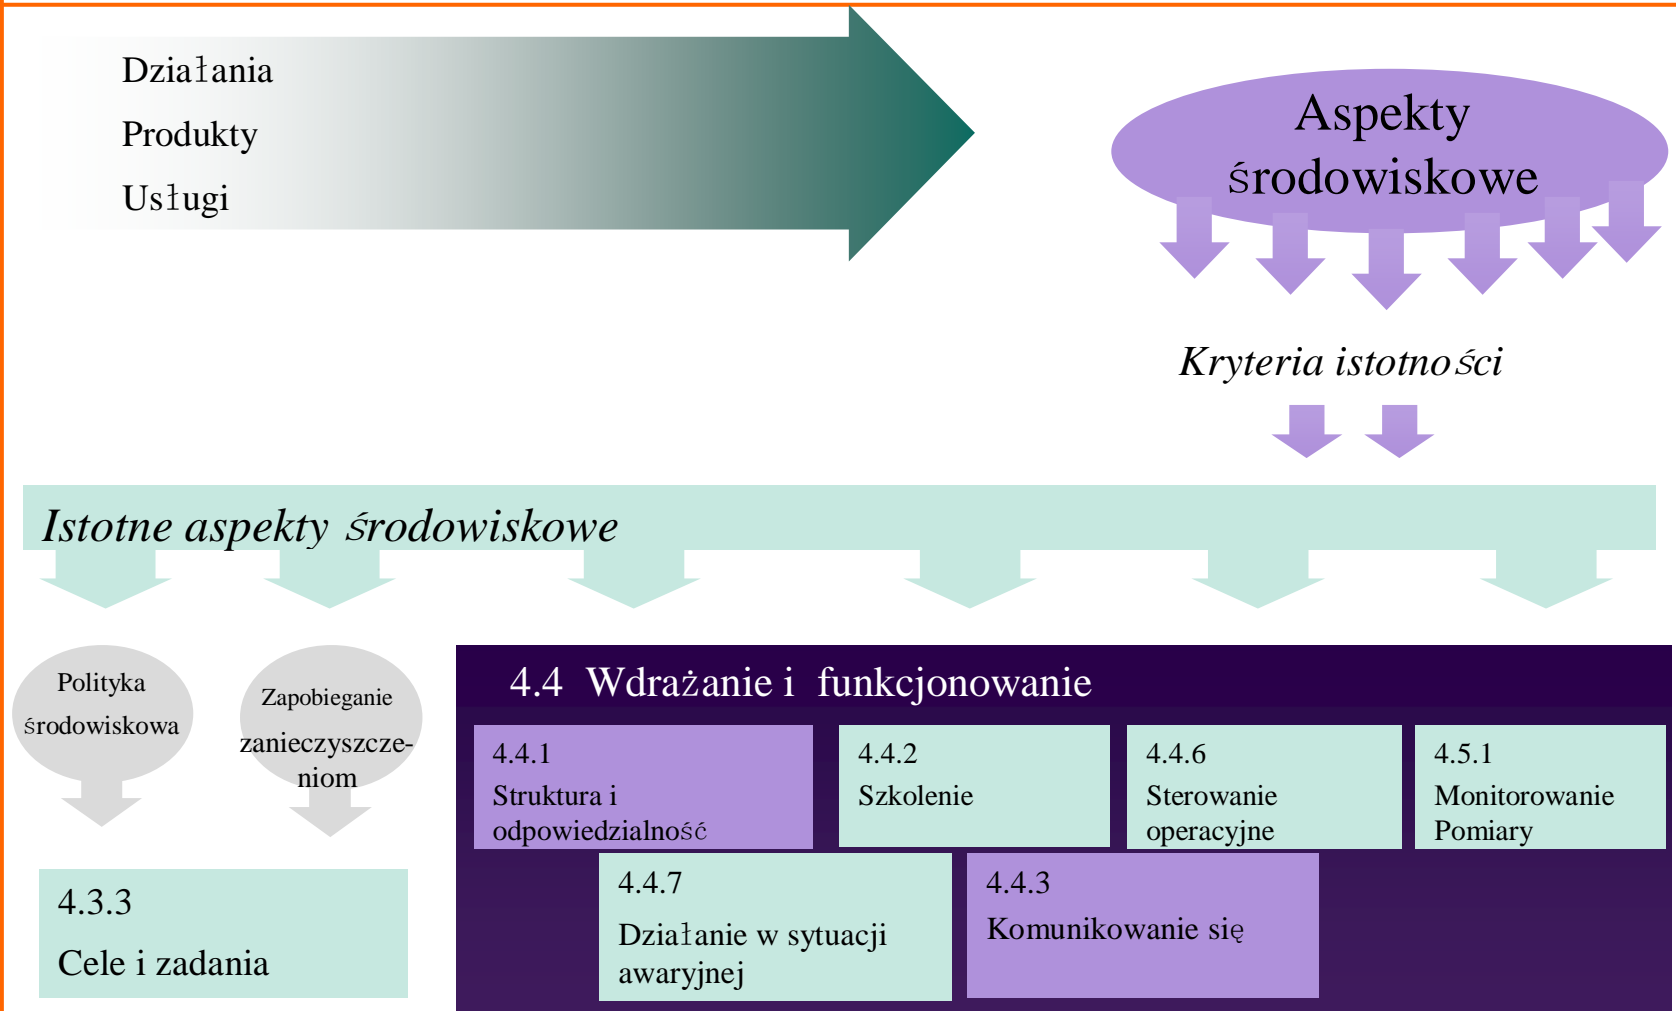 Działania
Produkty
Usługi
Aspekty
środowiskowe
Kryteria istotności
Istotne aspekty środowiskowe
Polityka
środowiskowa
Zapobieganie
zanieczyszcze-
niom
4.3.3
Cele i zadania
4.4 Wdrażanie i funkcjonowanie
4.4.1
Struktura i
odpowiedzialność
4.4.2
Szkolenie
4.4.6
Sterowanie
operacyjne
4.5.1
Monitorowanie
Pomiary
4.4.7
Działanie w sytuacji
awaryjnej
4.4.3
Komunikowanie się